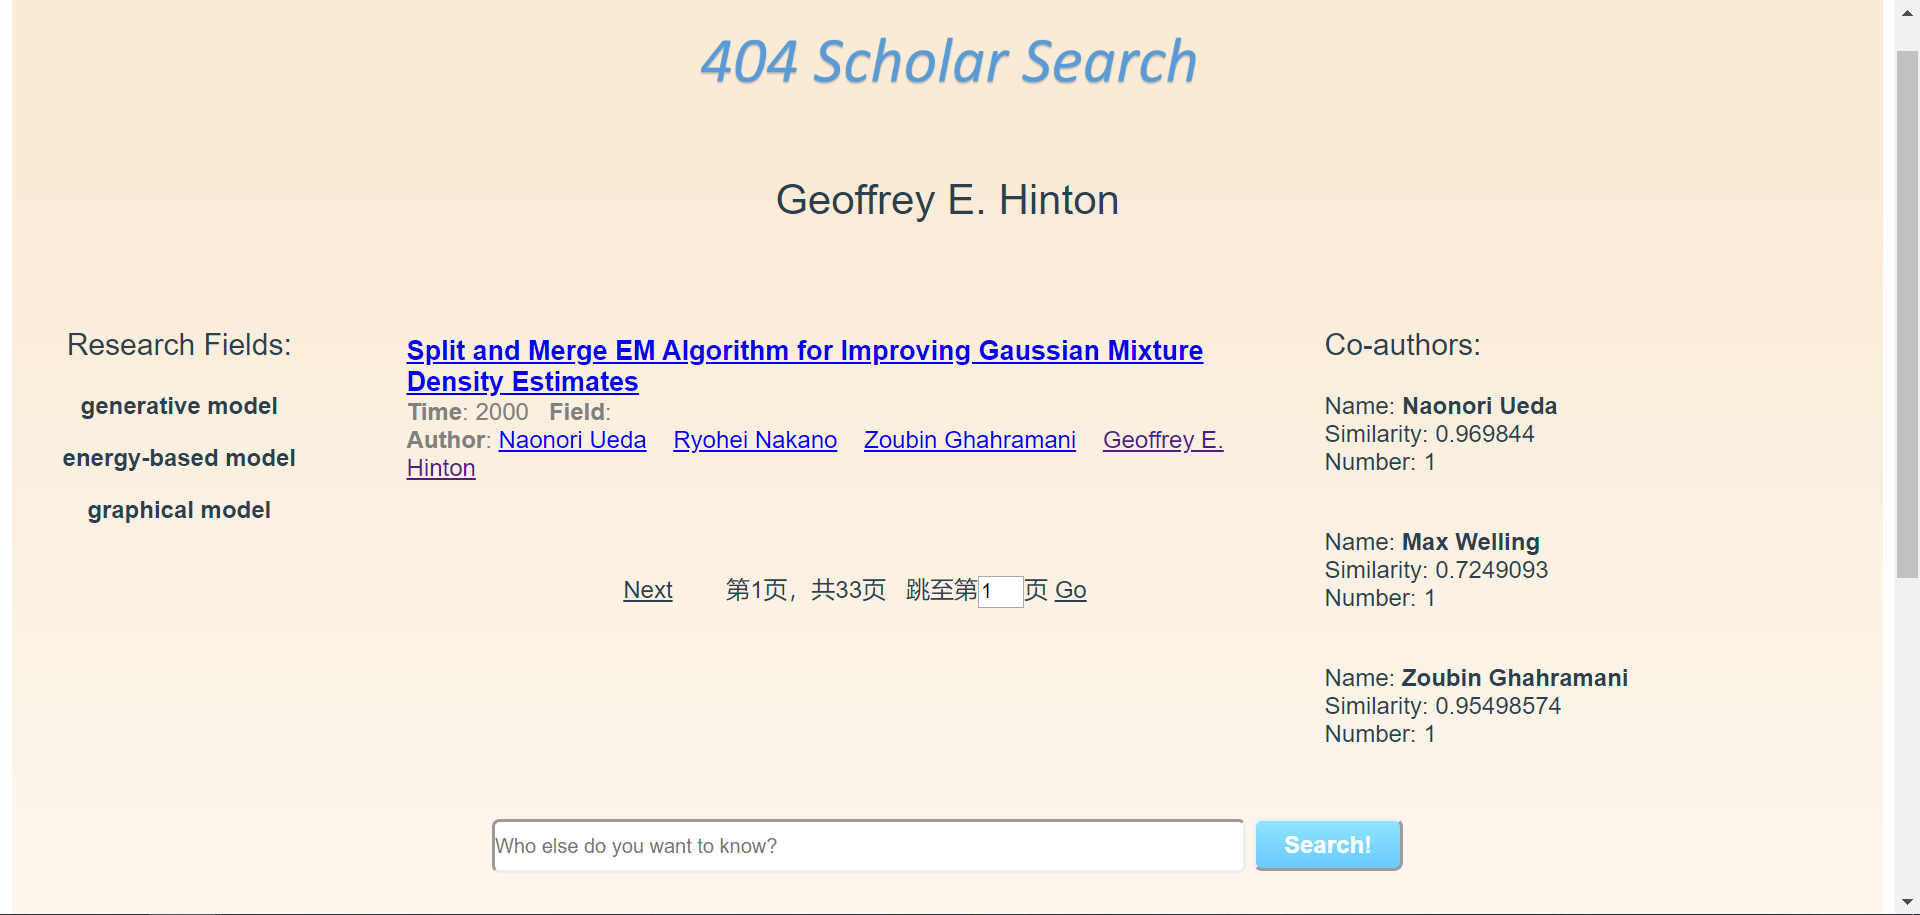 404 Scholar Search
Geoffrey E. Hinton
Research Fields:
generative model
energy-based model
graphical model
Split and Merge EM Algorithm for Improving Gaussian Mixture
Density Estimates
Time: 2000 Field:
Author: Naonori Ueda Ryohei Nakano Zoubin Ghahramani Geoffrey E.
Hinton
Next 第1页，共33页 跳至第1页 Go
Co-authors:
Name: Naonori Ueda
Similarity: 0.969844
Number: 1
Name: Max Welling
Similarity: 0.7249093
Number: 1
Name: Zoubin Ghahramani
Similarity: 0.95498574
Number: 1
Who else do you want to know? Search!